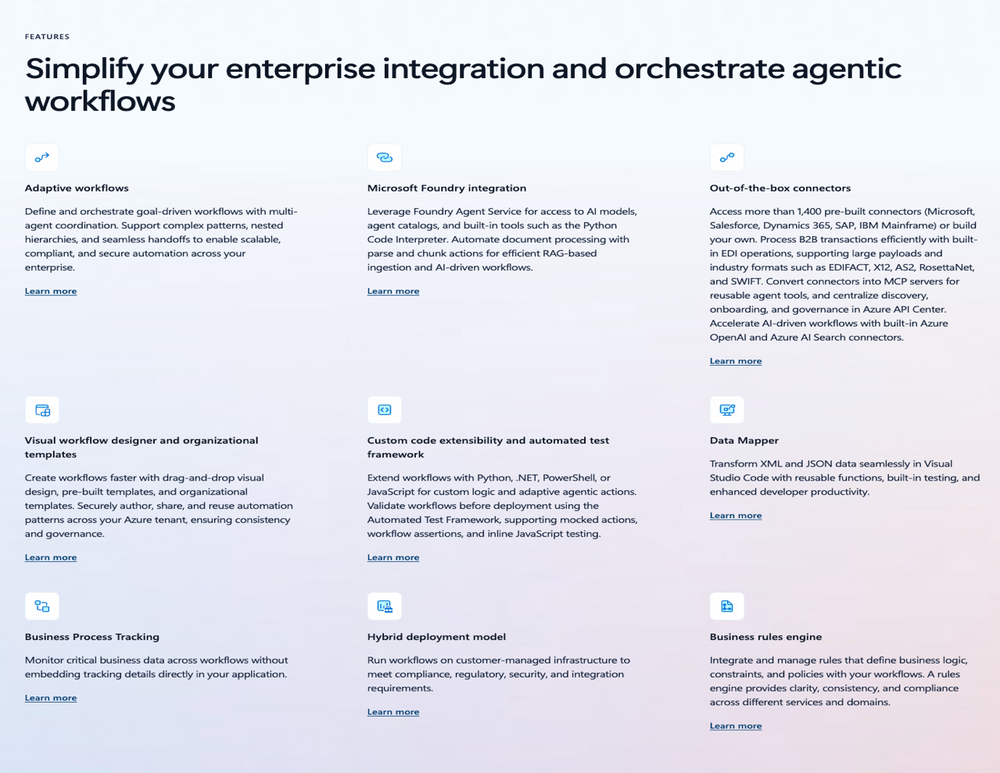 FEATURES
Simplify your enterprise integration and orchestrate agentic
workflows
Adaptive workflows
Define and orchestrate goal-driven workflows with multi-
agent coordination. Support complex patterns, nested
hierarchies, and seamless handoffs to enable scalable,
compliant, and secure automation across your
enterprise.
Learn more
Microsoft Foundry integration
Leverage Foundry Agent Service for access to AI models,
agent catalogs, and built-in tools such as the Python
Code Interpreter. Automate document processing with
parse and chunk actions for efficient RAG-based
ingestion and AI-driven workflows.
Learn more
Out-of-the-box connectors
Access more than 1,400 pre-built connectors (Microsoft,
Salesforce, Dynamics 365, SAP, IBM Mainframe) or build
your own. Process B2B transactions efficiently with built-
in EDI operations, supporting large payloads and
industry formats such as EDIFACT, X12, AS2, RosettaNet,
and SWIFT. Convert connectors into MCP servers for
reusable agent tools, and centralize discovery,
onboarding, and governance in Azure API Center.
Accelerate AI-driven workflows with built-in Azure
OpenAI and Azure AI Search connectors.
Learn more
Visual workflow designer and organizational
templates
Create workflows faster with drag-and-drop visual
design, pre-built templates, and organizational
templates. Securely author, share, and reuse automation
patterns across your Azure tenant, ensuring consistency
and governance.
Learn more
Custom code extensibility and automated test
framework
Extend workflows with Python, .NET, PowerShell, or
JavaScript for custom logic and adaptive agentic actions.
Validate workflows before deployment using the
Automated Test Framework, supporting mocked actions,
workflow assertions, and inline JavaScript testing.
Learn more
Data Mapper
Transform XML and JSON data seamlessly in Visual
Studio Code with reusable functions, built-in testing, and
enhanced developer productivity.
Learn more
Business Process Tracking
Monitor critical business data across workflows without
embedding tracking details directly in your application.
Learn more
Hybrid deployment model
Run workflows on customer-managed infrastructure to
meet compliance, regulatory, security, and integration
requirements.
Learn more
Business rules engine
Integrate and manage rules that define business logic,
constraints, and policies with your workflows. A rules
engine provides clarity, consistency, and compliance
across different services and domains.
Learn more